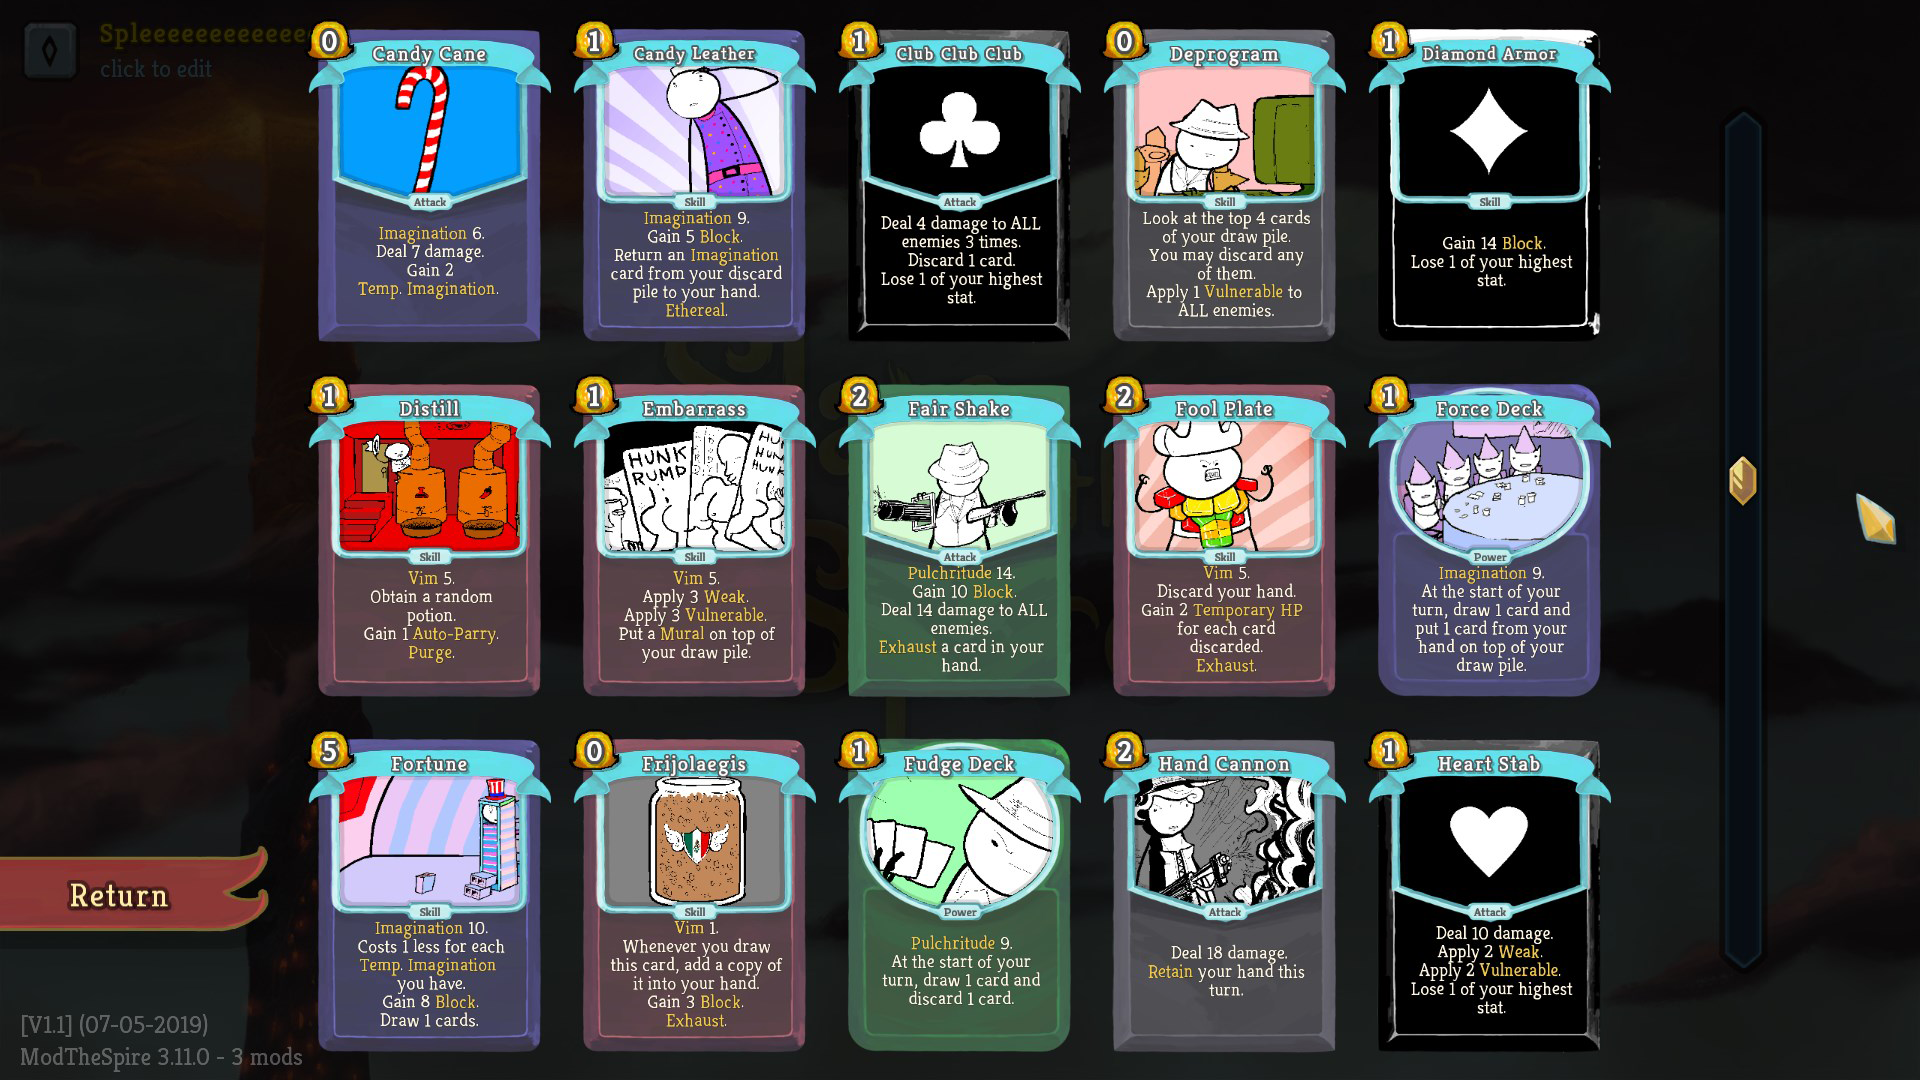 Spleeeeeeeeeeeee
click to edit
0
Candy Cane
Attack
Imagination 6.
Deal 7 damage.
Gain 2
Temp. Imagination.
1
Candy Leather
Skill
Imagination 9.
Gain 5 Block.
Return an Imagination
card from your discard
pile to your hand.
Ethereal.
1
Club Club Club
Attack
Deal 4 damage to ALL
enemies 3 times.
Discard 1 card.
Lose 1 of your highest
stat.
0
Deprogram
Skill
Look at the top 4 cards
of your draw pile.
You may discard any
of them.
Apply 1 Vulnerable to
ALL enemies.
1
Diamond Armor
Skill
Gain 14 Block.
Lose 1 of your highest
stat.
1
Distill
Skill
Vim 5.
Obtain a random
potion.
Gain 1 Auto-Parry.
Purge.
1
Embarrass
HUNK
RUMP
HUNK
Skill
Vim 5.
Apply 3 Weak.
Apply 3 Vulnerable.
Put a Mural on top of
your draw pile.
2
Fair Shake
Attack
Pulchritude 14.
Gain 10 Block.
Deal 14 damage to ALL
enemies.
Exhaust a card in your
hand.
2
Fool Plate
Skill
Vim 5.
Discard your hand.
Gain 2 Temporary HP
for each card
discarded.
Exhaust.
1
Force Deck
Power
Imagination 9.
At the start of your
turn, draw 1 card and
put 1 card from your
hand on top of your
draw pile.
5
Fortune
Skill
Imagination 10.
Costs 1 less for each
Temp. Imagination
you have.
Gain 8 Block.
Draw 1 cards.
0
Frijolaegis
Skill
Vim 1.
Whenever you draw
this card, add a copy of
it into your hand.
Gain 3 Block.
Exhaust.
1
Fudge Deck
Power
Pulchritude 9.
At the start of your
turn, draw 1 card and
discard 1 card.
2
Hand Cannon
Attack
Deal 18 damage.
Retain your hand this
turn.
1
Heart Stab
Attack
Deal 10 damage.
Apply 2 Weak.
Apply 2 Vulnerable.
Lose 1 of your highest
stat.
Return
[V1.1] (07-05-2019)
ModTheSpire 3.11.0 - 3 mods